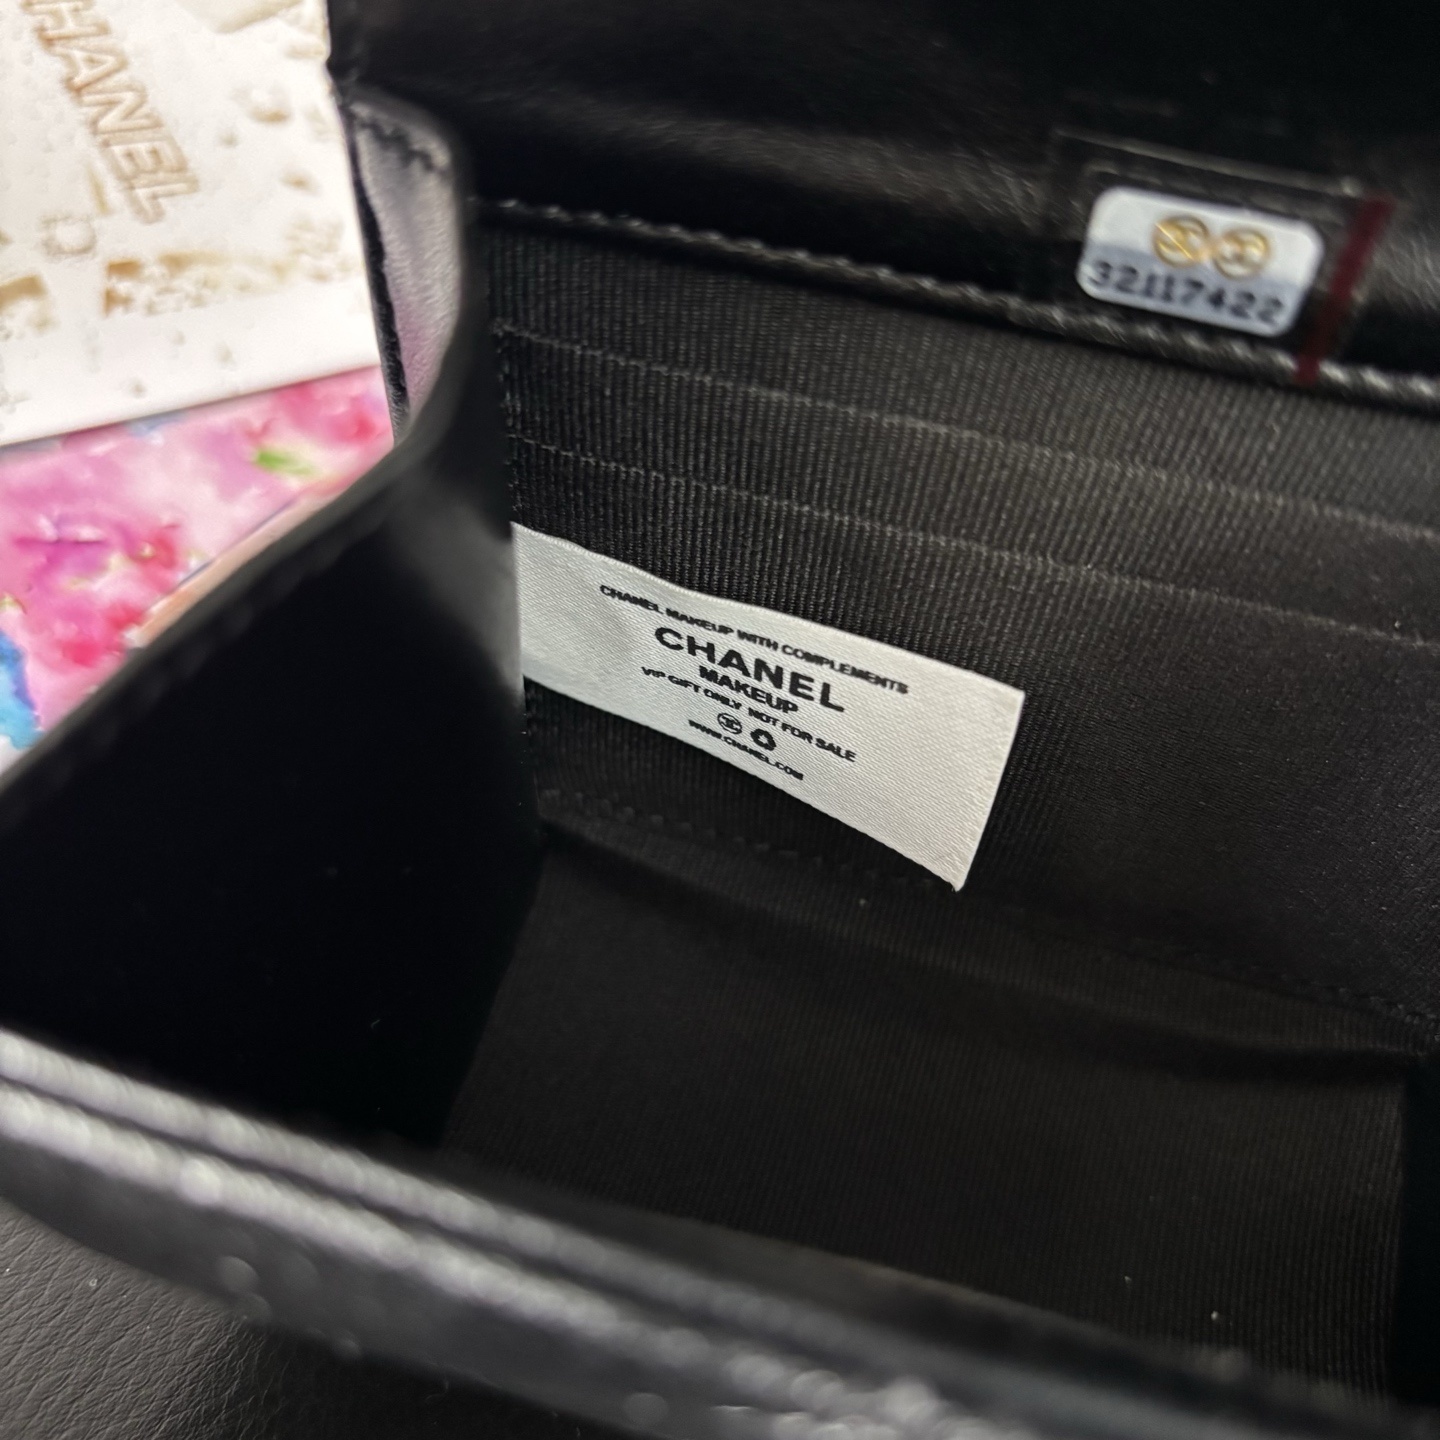 CHANEL
32117422
CHANEL MAKEUP WITH COMPLEMENTS
CHANEL
MAKEUP
VIP GIFT ONLY NOT FOR SALE
WWW.CHANEL.COM